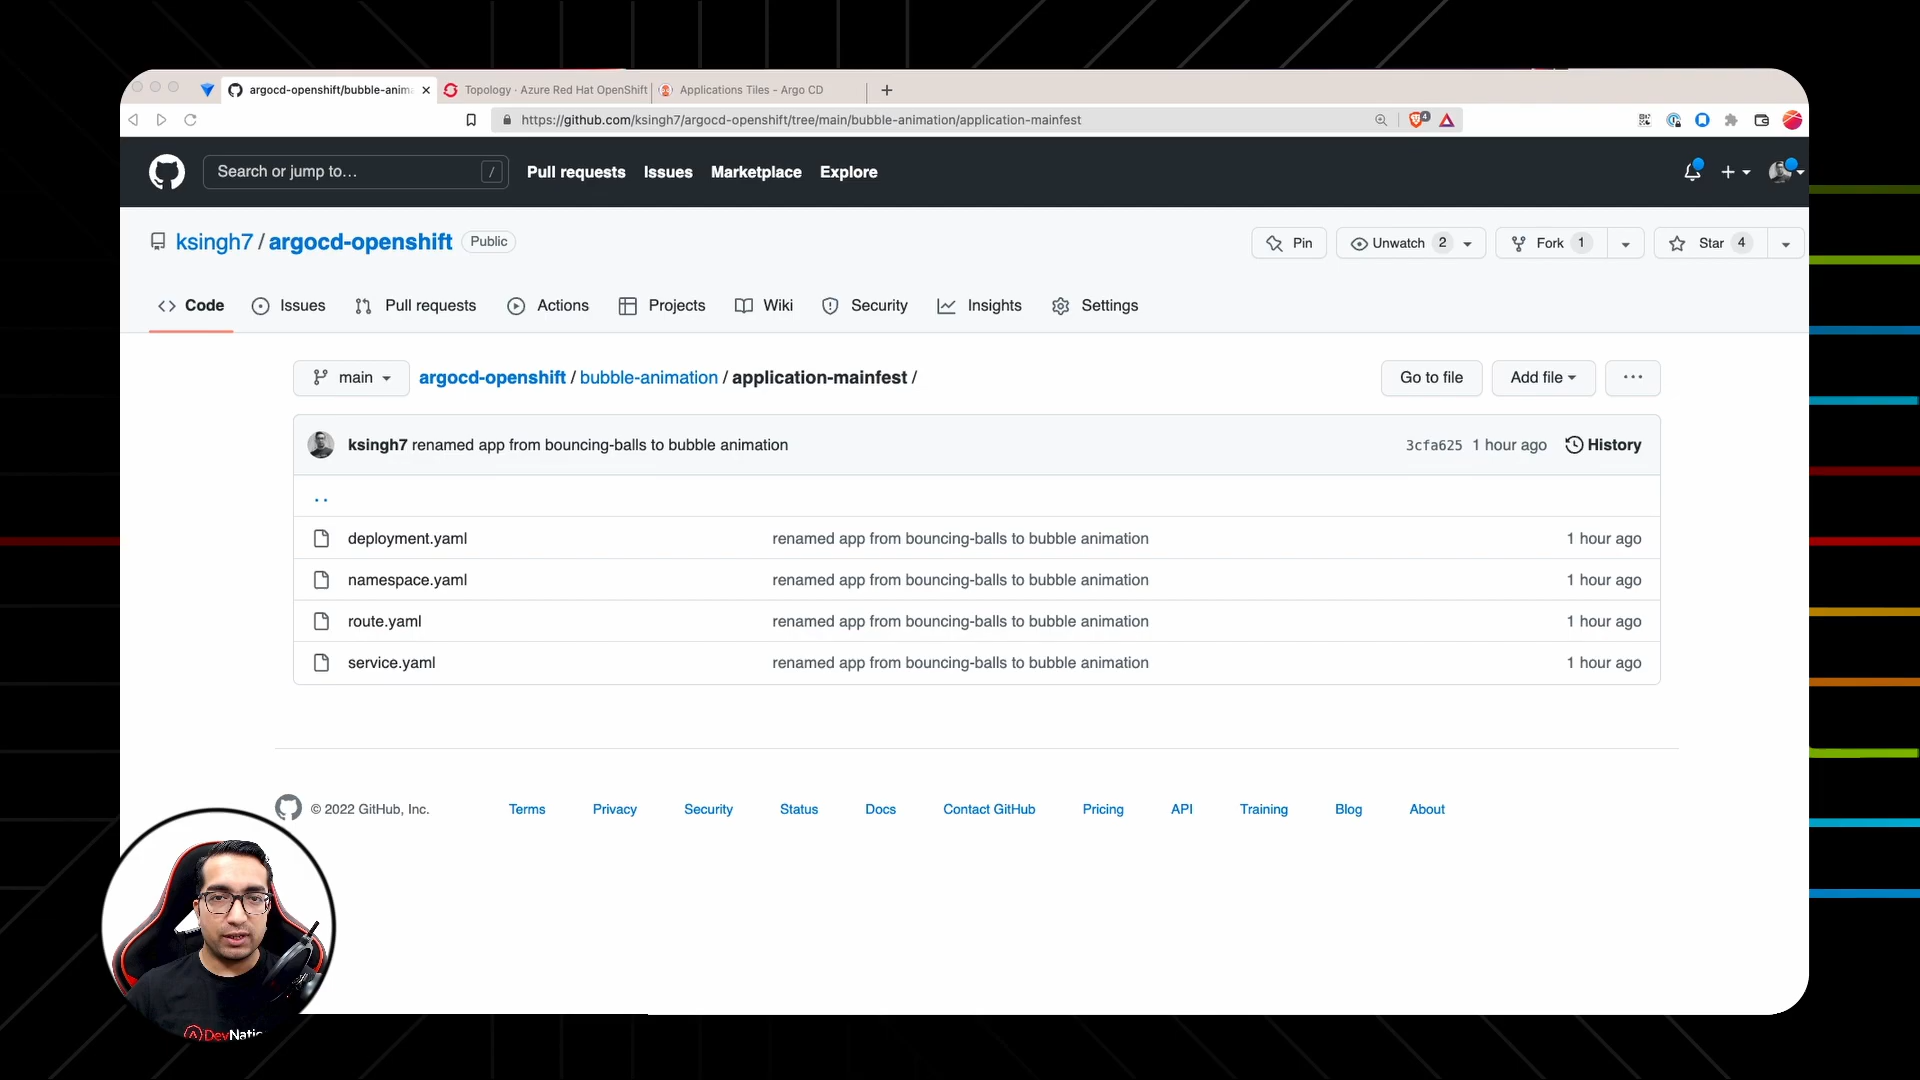 argocd-openshift/bubble-anima
Topology · Azure Red Hat OpenShift
Applications Tiles - Argo CD
https://github.com/ksingh7/argocd-openshift/tree/main/bubble-animation/application-mainfest
4
Search or jump to…
/
Pull requests
Issues
Marketplace
Explore
ksingh7 / argocd-openshift
Public
Pin
Unwatch 2
Fork 1
Star 4
Code
Issues
Pull requests
Actions
Projects
Wiki
Security
Insights
Settings
main
argocd-openshift / bubble-animation / application-mainfest /
Go to file
Add file
ksingh7 renamed app from bouncing-balls to bubble animation
3cfa625 1 hour ago
History
. .
deployment.yaml renamed app from bouncing-balls to bubble animation 1 hour ago
namespace.yaml renamed app from bouncing-balls to bubble animation 1 hour ago
route.yaml renamed app from bouncing-balls to bubble animation 1 hour ago
service.yaml renamed app from bouncing-balls to bubble animation 1 hour ago
© 2022 GitHub, Inc.
Terms
Privacy
Security
Status
Docs
Contact GitHub
Pricing
API
Training
Blog
About
DevNatio